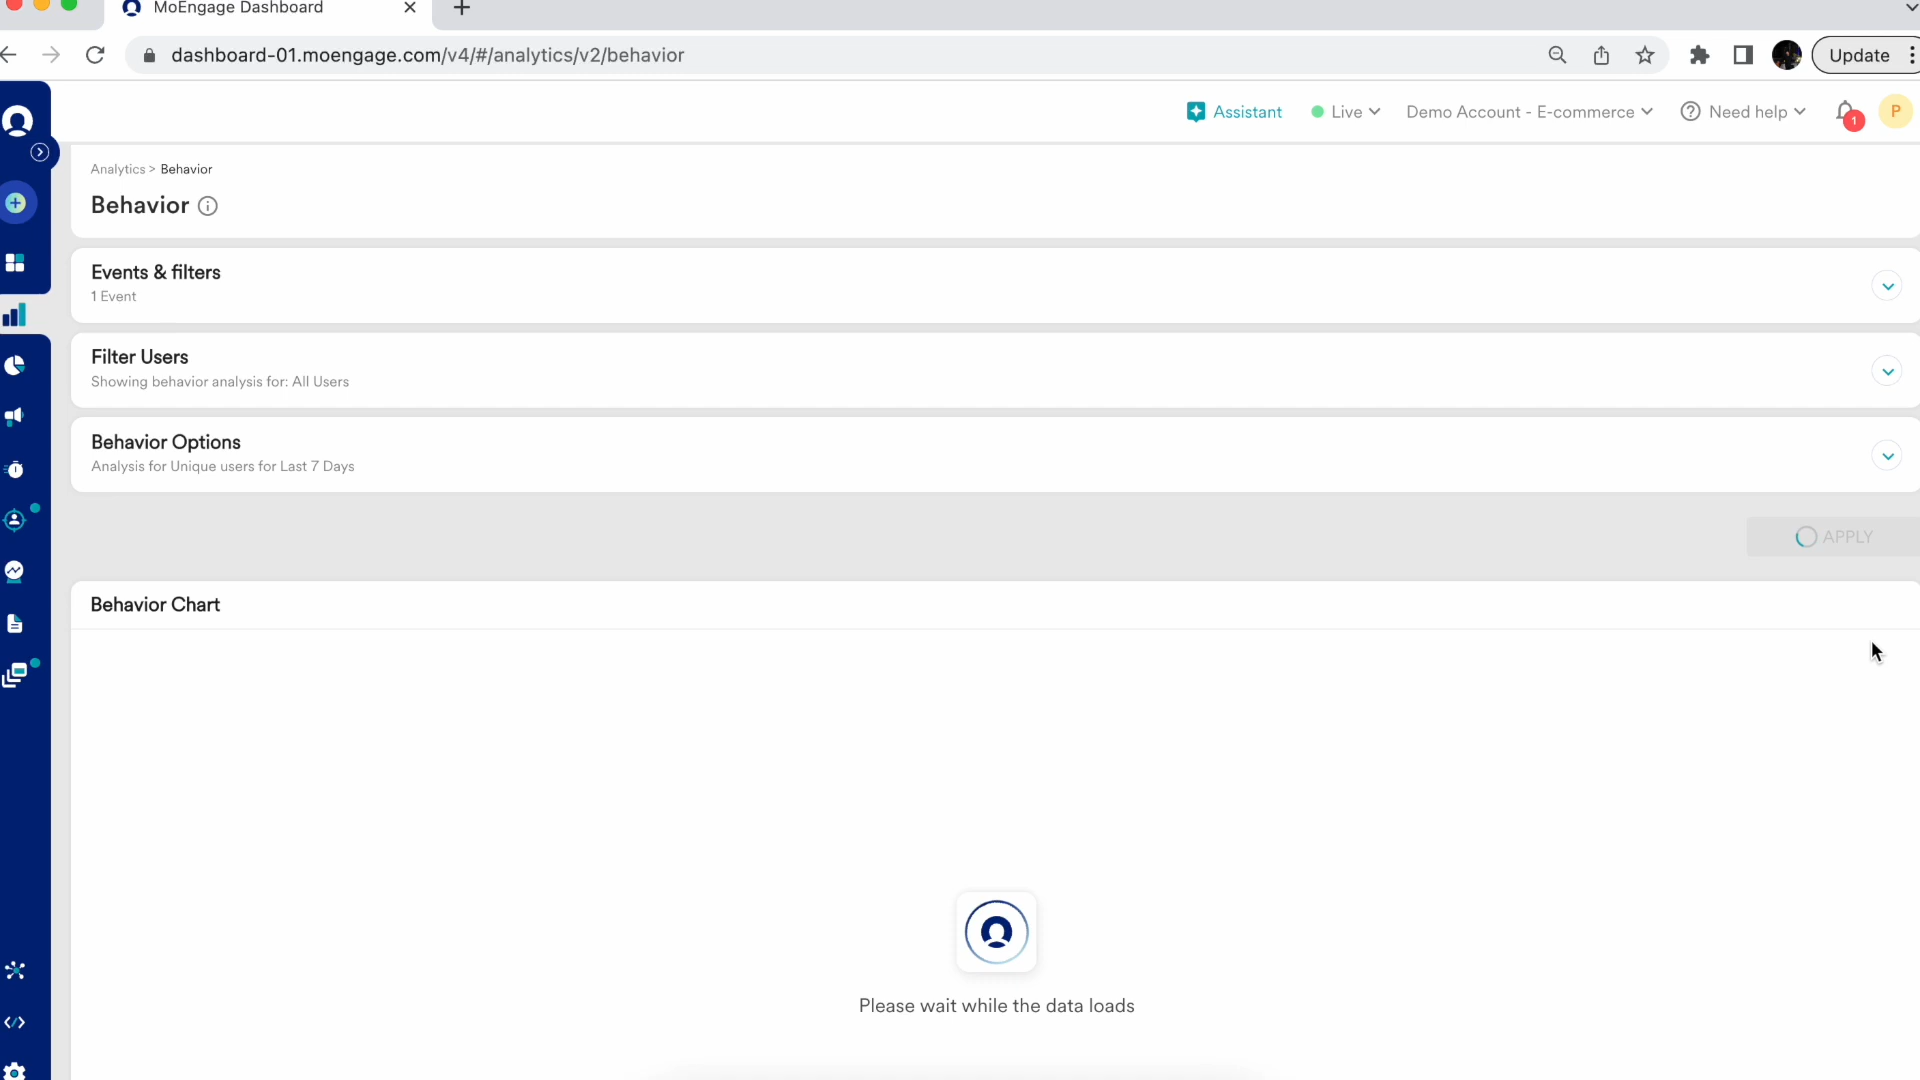 MoEngage Dashboard
dashboard-01.moengage.com/v4/#/analytics/v2/behavior
Update
Assistant
Live
Demo Account - E-commerce
Need help
1
P
Analytics > Behavior
Behavior
Events & filters
1 Event
Filter Users
Showing behavior analysis for: All Users
Behavior Options
Analysis for Unique users for Last 7 Days
APPLY
Behavior Chart
Please wait while the data loads